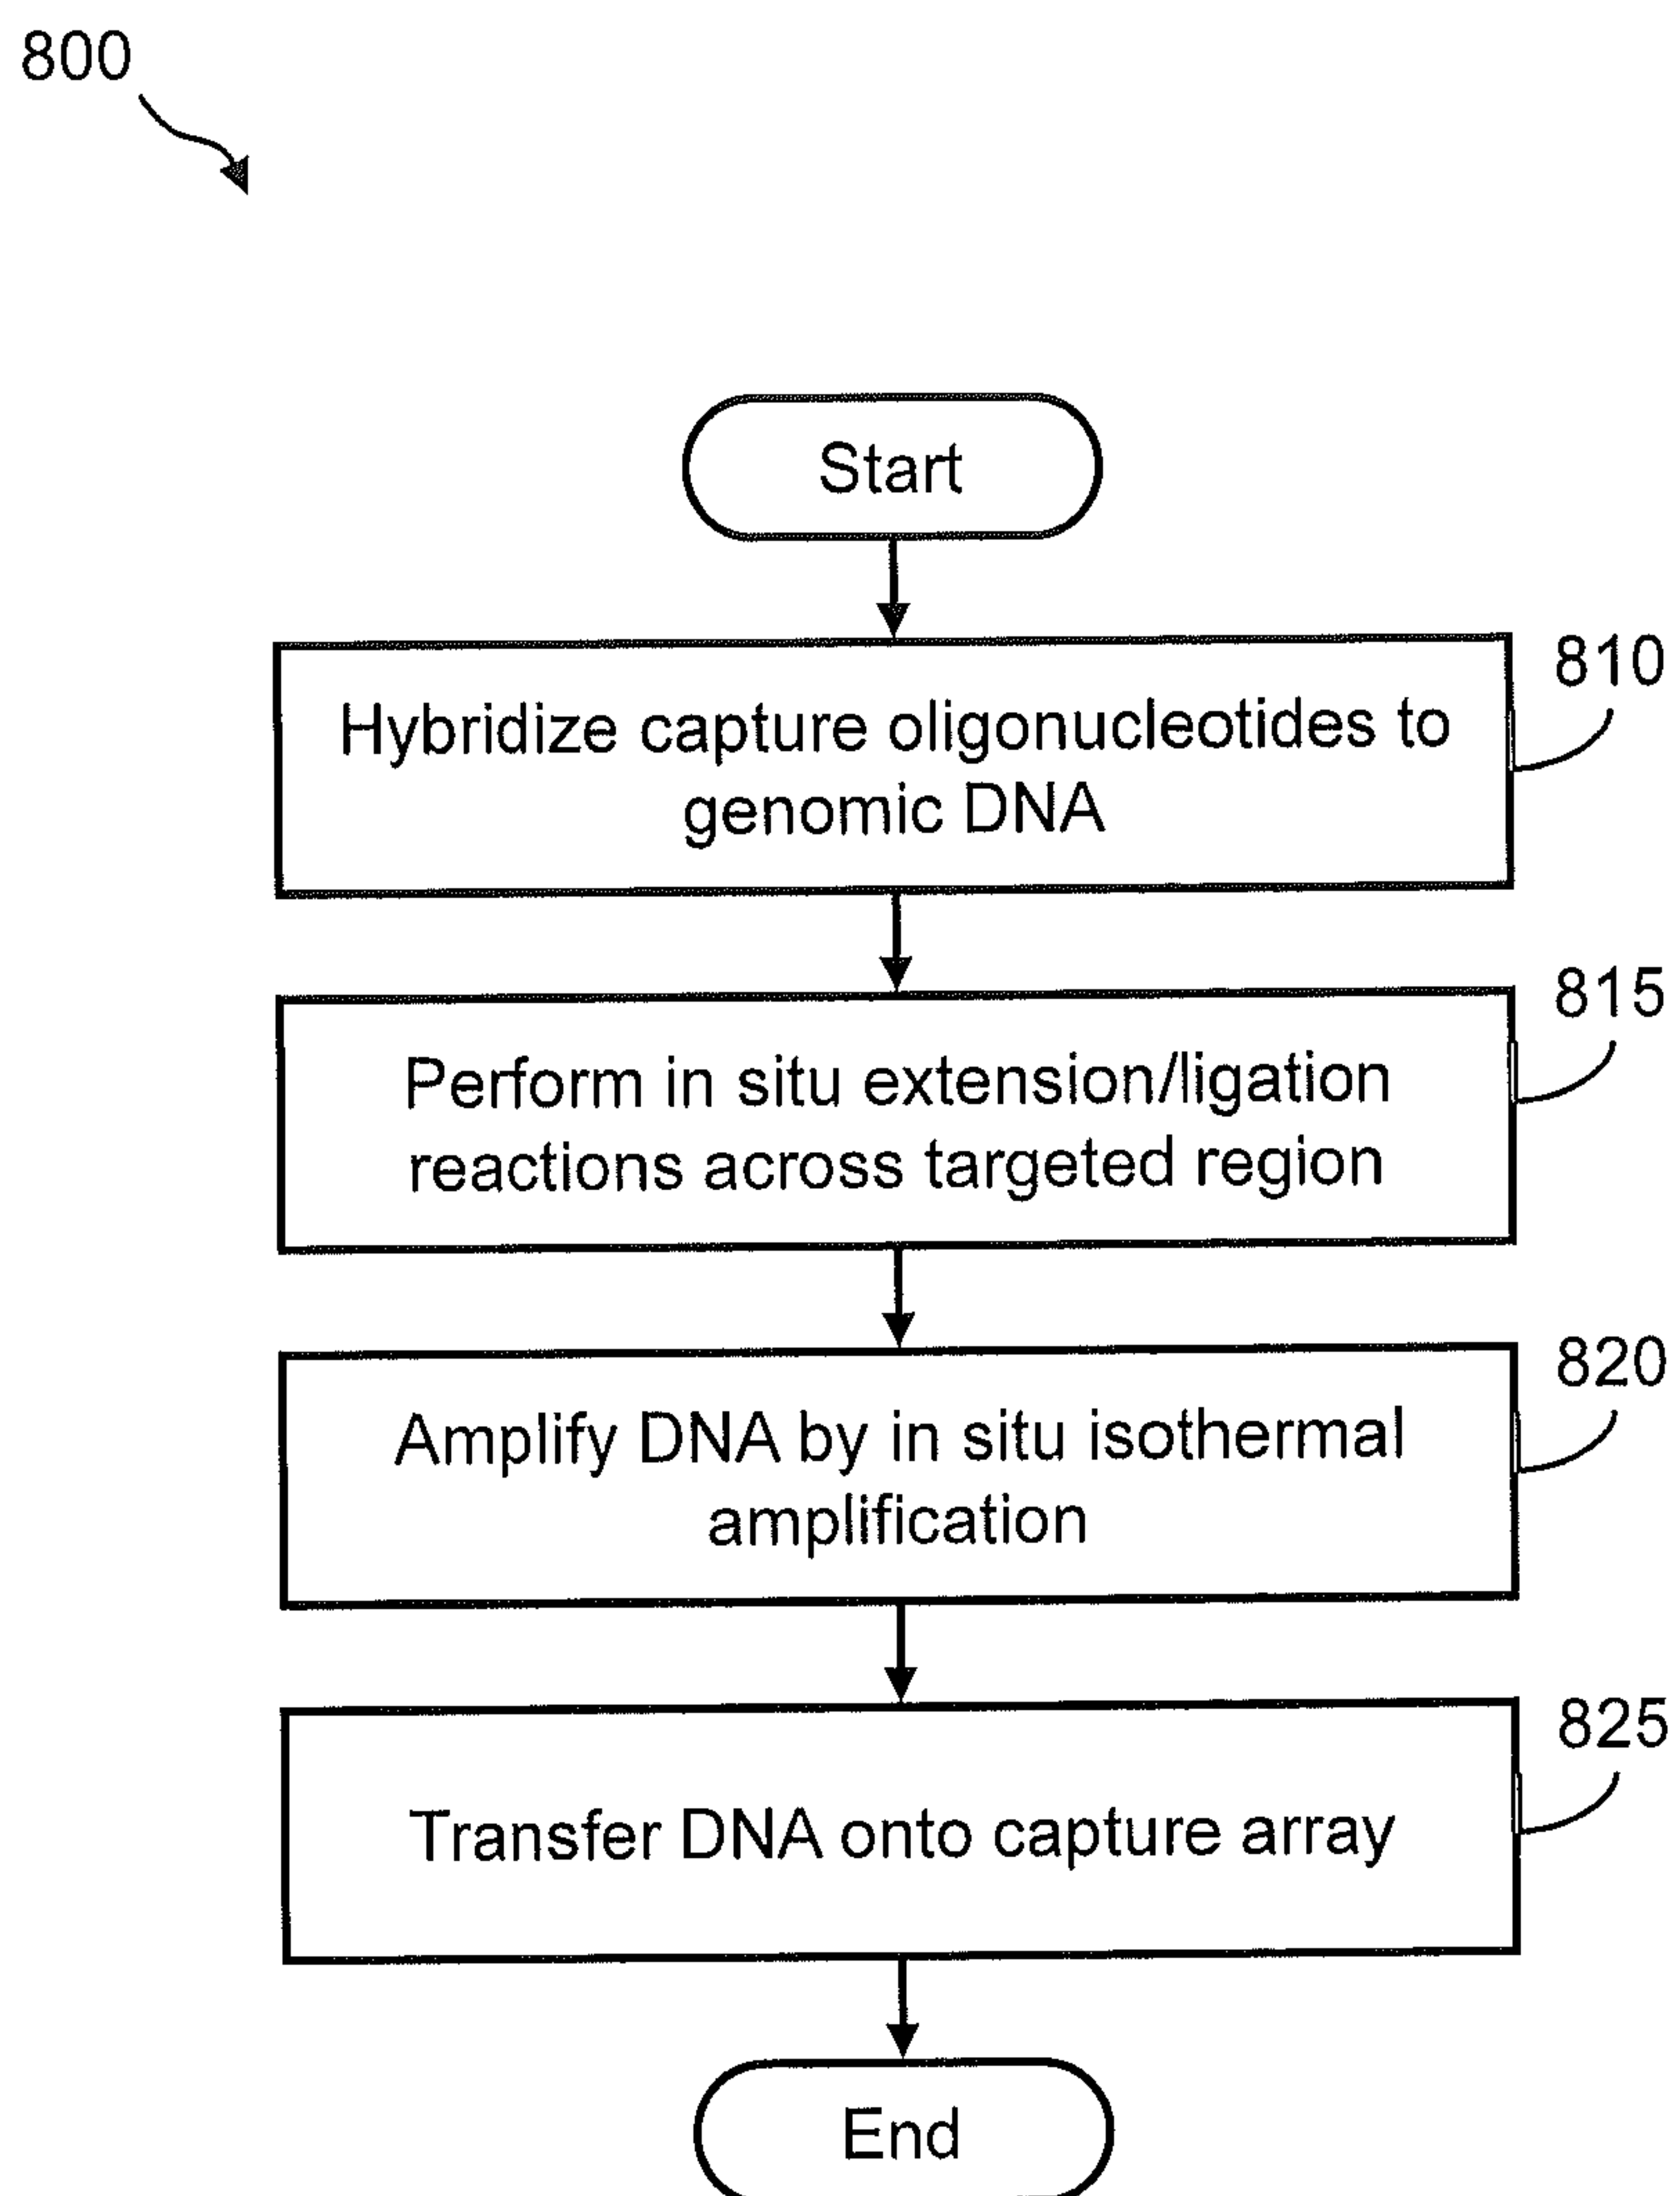 800
Start
Hybridize capture oligonucleotides to
genomic DNA
810
Perform in situ extension/ligation
reactions across targeted region
815
Amplify DNA by in situ isothermal
amplification
820
Transfer DNA onto capture array
825
End